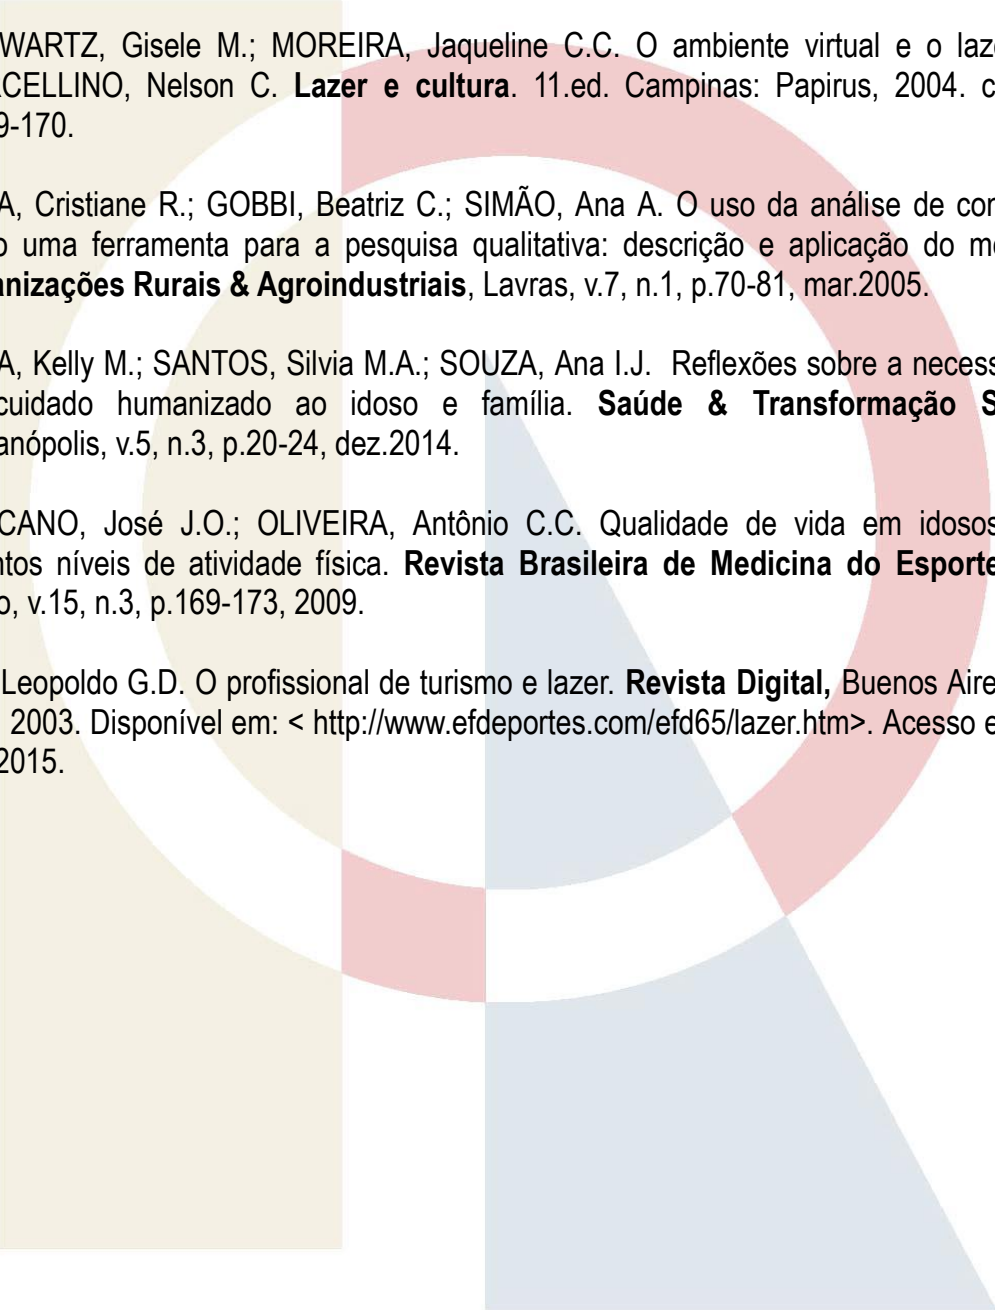 WARTZ, Gisele M.; MOREIRA, Jaqueline C.C. O ambiente virtual e o laze
CELLINO, Nelson C. Lazer e cultura. 11.ed. Campinas: Papirus, 2004. c
9-170.
A, Cristiane R.; GOBBI, Beatriz C.; SIMÃO, Ana A. O uso da análise de con
o uma ferramenta para a pesquisa qualitativa: descrição e aplicação do m
anizações Rurais & Agroindustriais, Lavras, v.7, n.1, p.70-81, mar.2005.
A, Kelly M.; SANTOS, Silvia M.A.; SOUZA, Ana I.J. Reflexões sobre a necess
cuidado humanizado ao idoso e família. Saúde & Transformação S
anópolis, v.5, n.3, p.20-24, dez.2014.
CANO, José J.O.; OLIVEIRA, Antônio C.C. Qualidade de vida em idosos
ntos níveis de atividade física. Revista Brasileira de Medicina do Esporte
o, v.15, n.3, p.169-173, 2009.
Leopoldo G.D. O profissional de turismo e lazer. Revista Digital, Buenos Aire
2003. Disponível em: < http://www.efdeportes.com/efd65/lazer.htm>. Acesso e
2015.